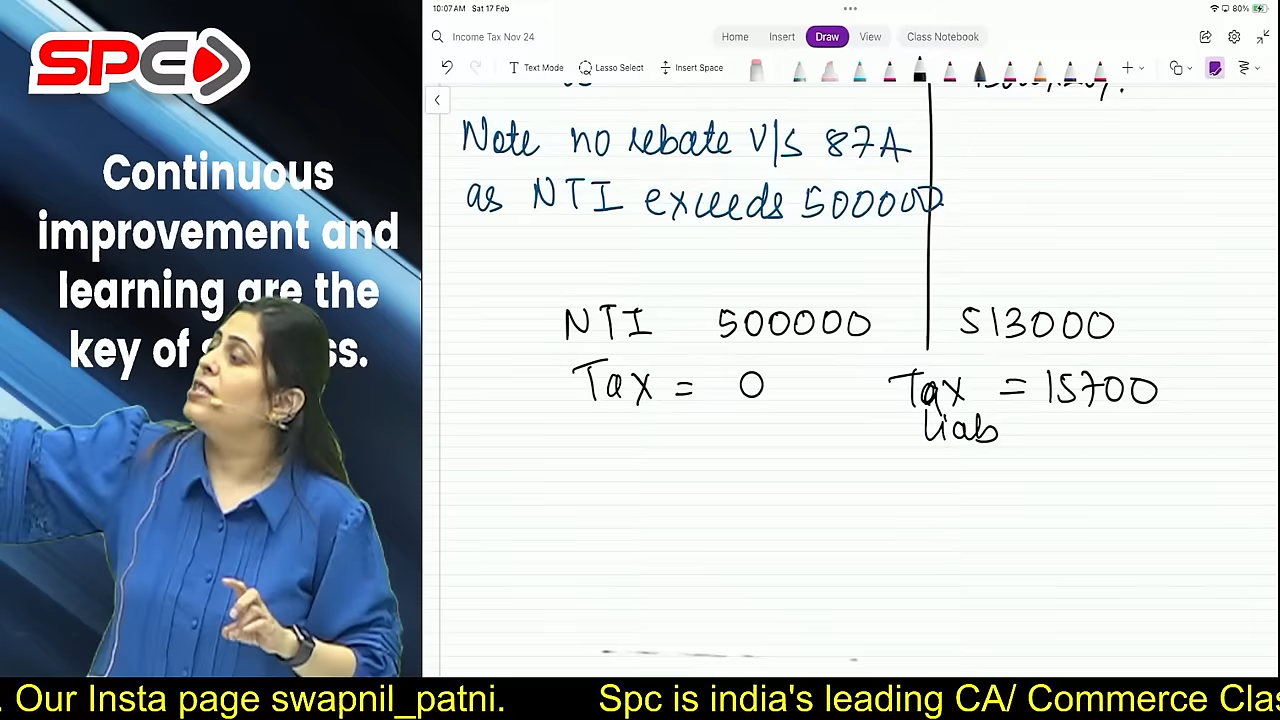 10:07 AM Sat 17 Feb
80%
Income Tax Nov 24
Home Insert Draw View Class Notebook
Text Mode Lasso Select Insert Space
SPC
Continuous
improvement and
learning are the
key of
Note no rebate v/s 87A
as NTI exceeds 500000
NTI 500000 513000
Tax = 0 Tax = 15700
liab
. Our Insta page swapnil_patni. Spc is india's leading CA/ Commerce Clas